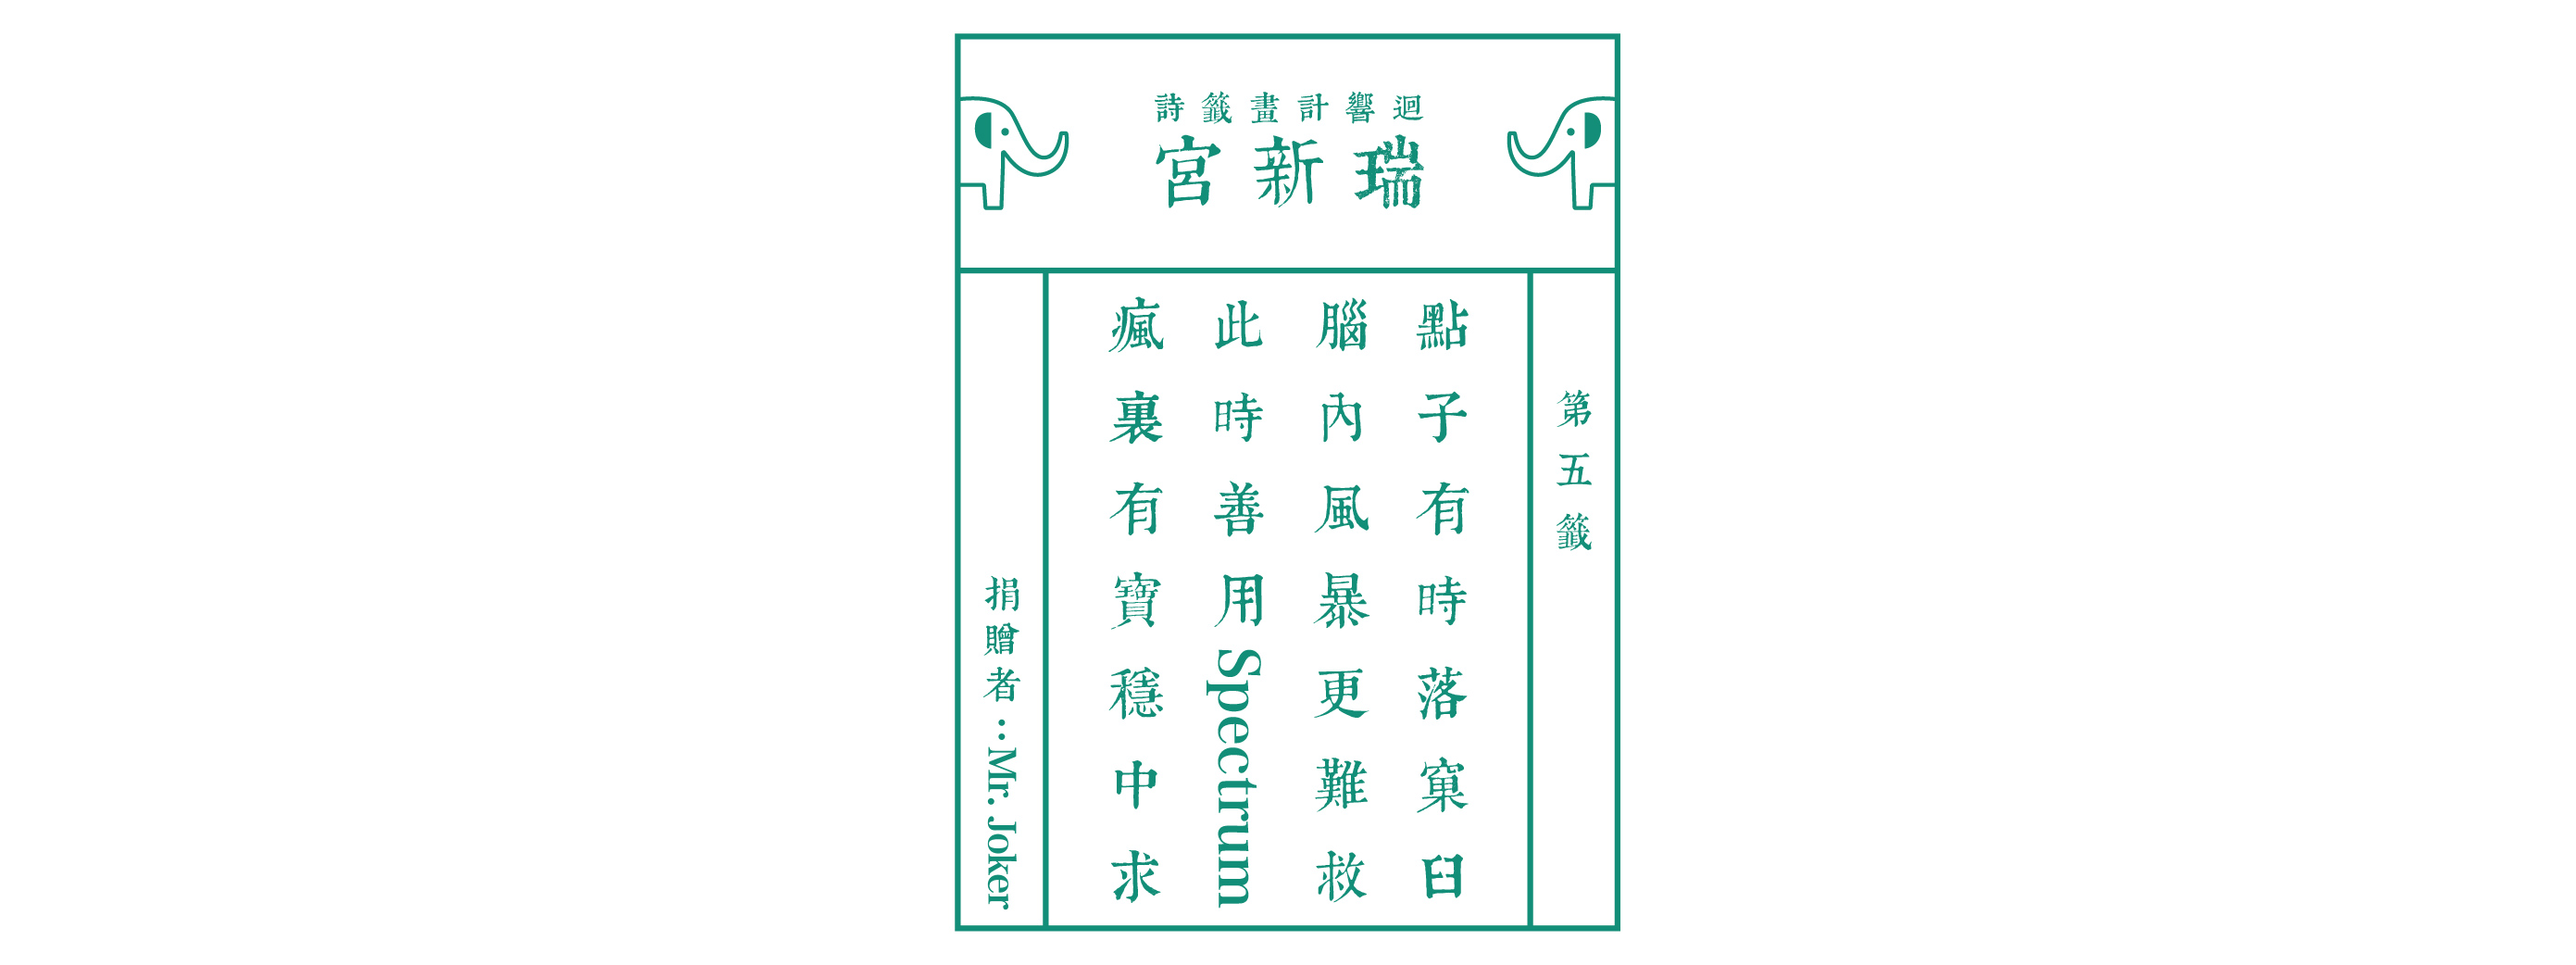 迴響計畫籤詩
瑞新宮
第五籤
點子有時落窠臼
腦內風暴更難救
此時善用Spectrum
瘋裏有寶穩中求
捐贈者：Mr. Joker